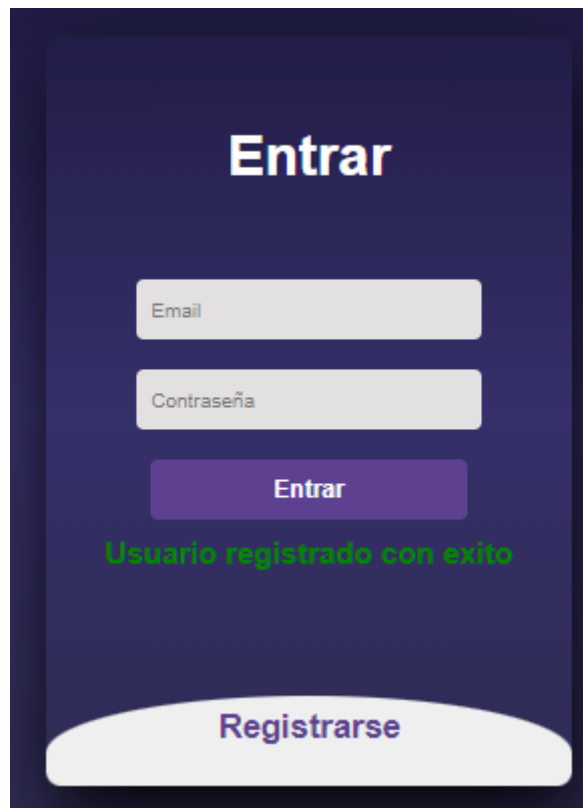 Entrar
Email
Contraseña
Entrar
Usuario registrado con exito
Registrarse